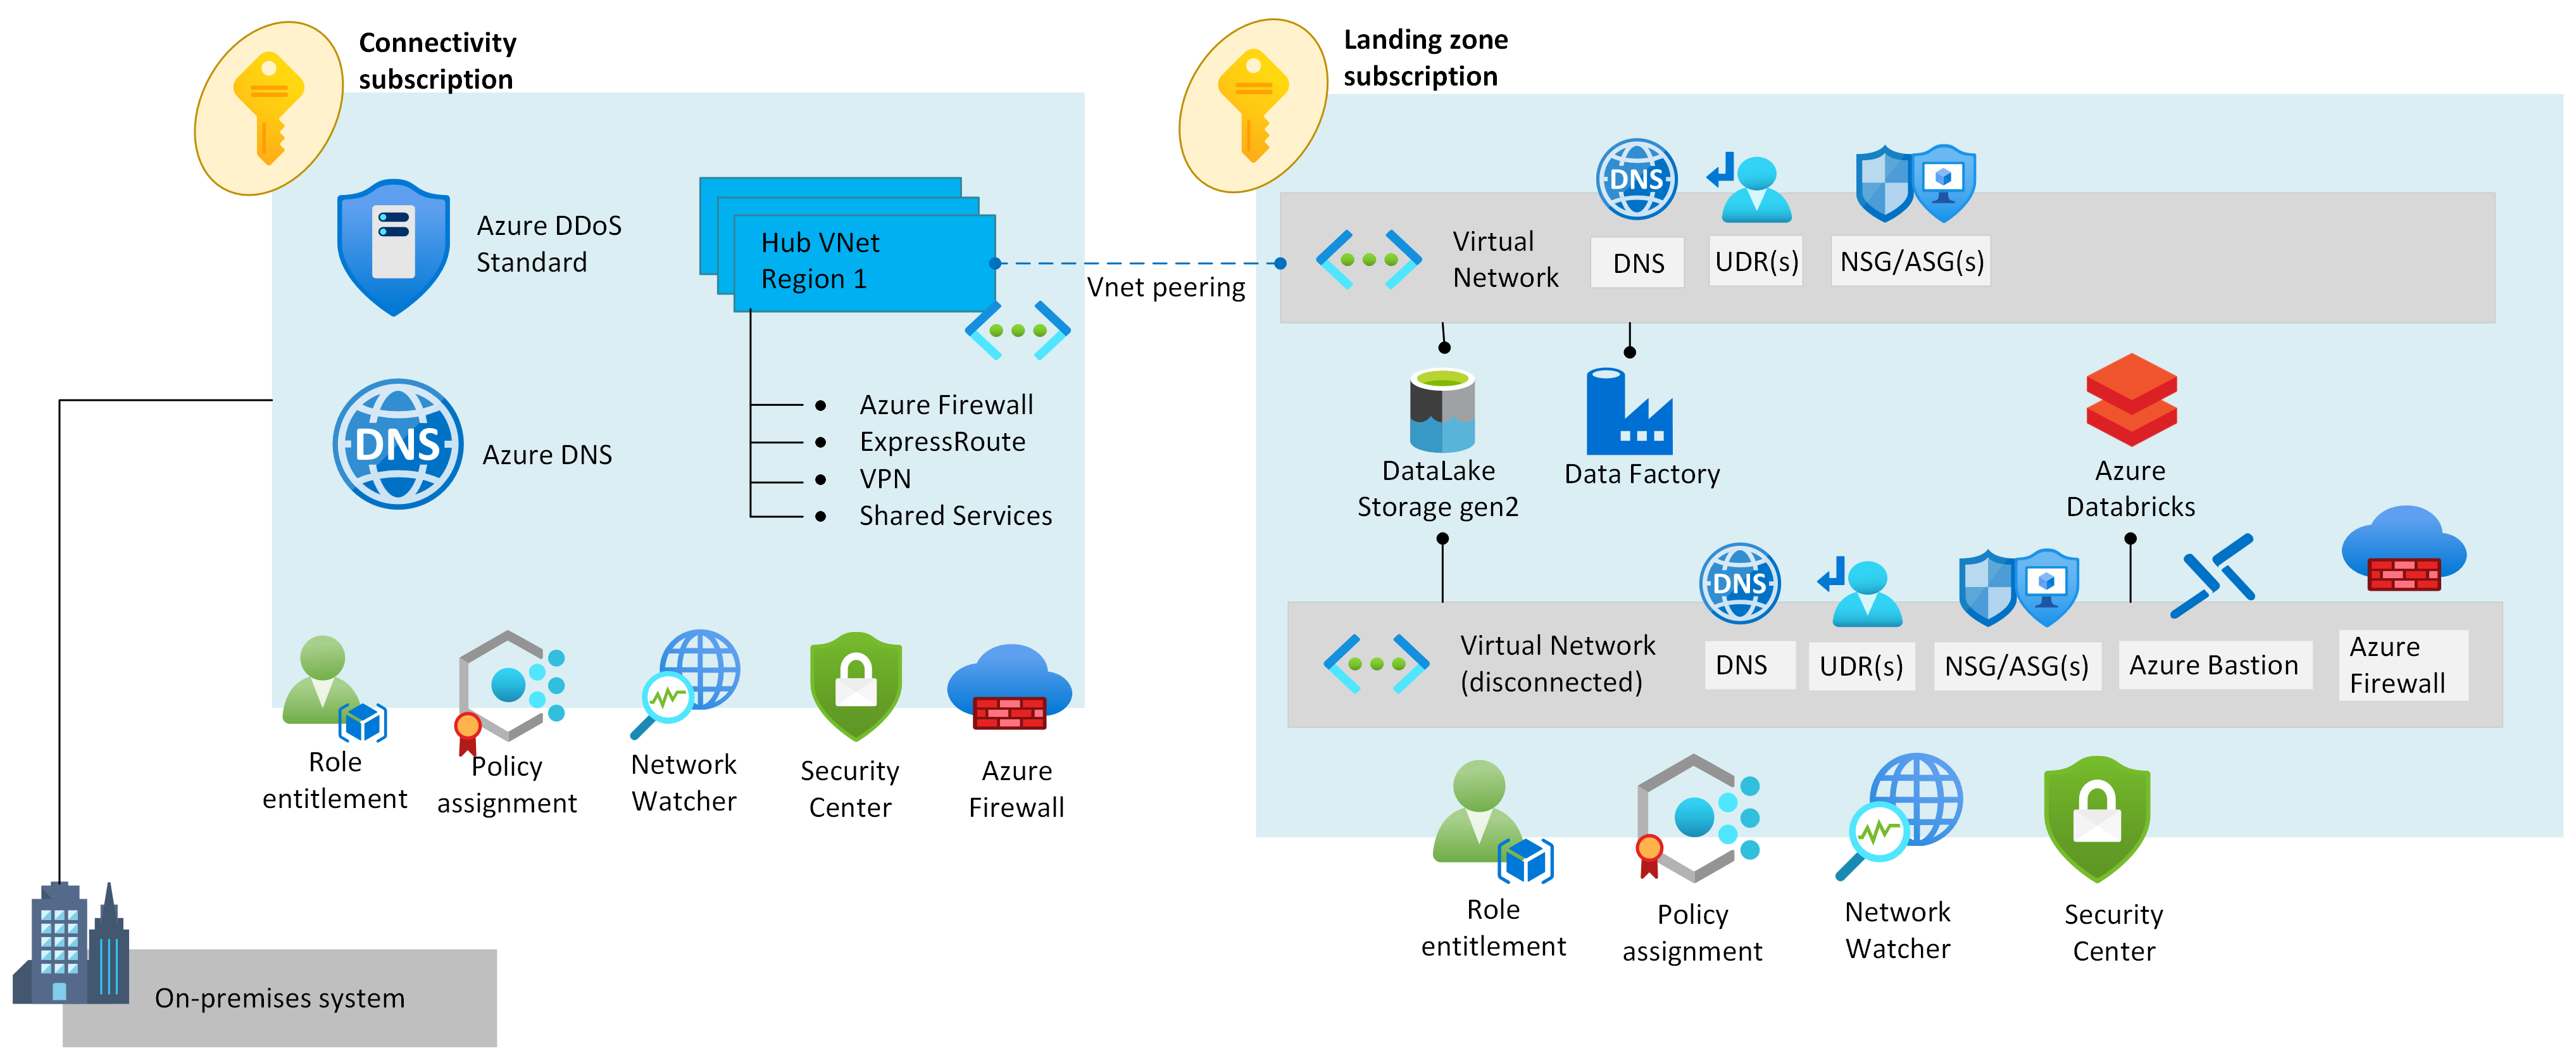 Connectivity
subscription
Azure DDoS
Standard
Hub VNet
Region 1
DNS
Azure DNS
Azure Firewall
ExpressRoute
VPN
Shared Services
Role
entitlement
Policy
assignment
Network
Watcher
Security
Center
Azure
Firewall
On-premises system
Vnet peering
Landing zone
subscription
Virtual
Network
DNS
DNS
UDR(s)
NSG/ASG(s)
DataLake
Storage gen2
Data Factory
Azure
Databricks
Virtual Network
(disconnected)
DNS
DNS
UDR(s)
NSG/ASG(s)
Azure Bastion
Azure
Firewall
Role
entitlement
Policy
assignment
Network
Watcher
Security
Center